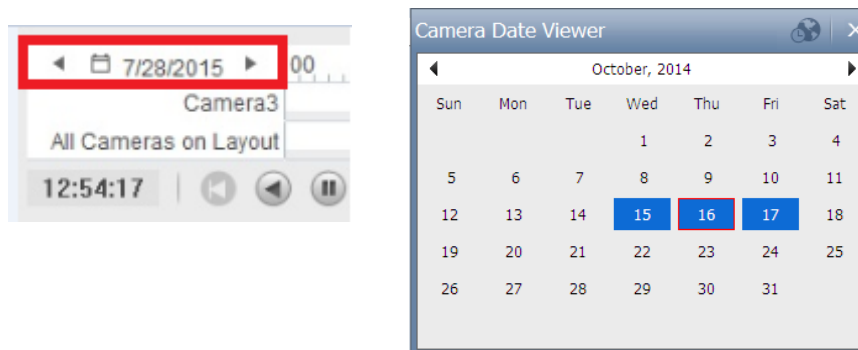 7/28/2015 00
Camera3
All Cameras on Layout
12:54:17
Camera Date Viewer
October, 2014
Sun Mon Tue Wed Thu Fri Sat
1 2 3 4
5 6 7 8 9 10 11
12 13 14 15 16 17 18
19 20 21 22 23 24 25
26 27 28 29 30 31